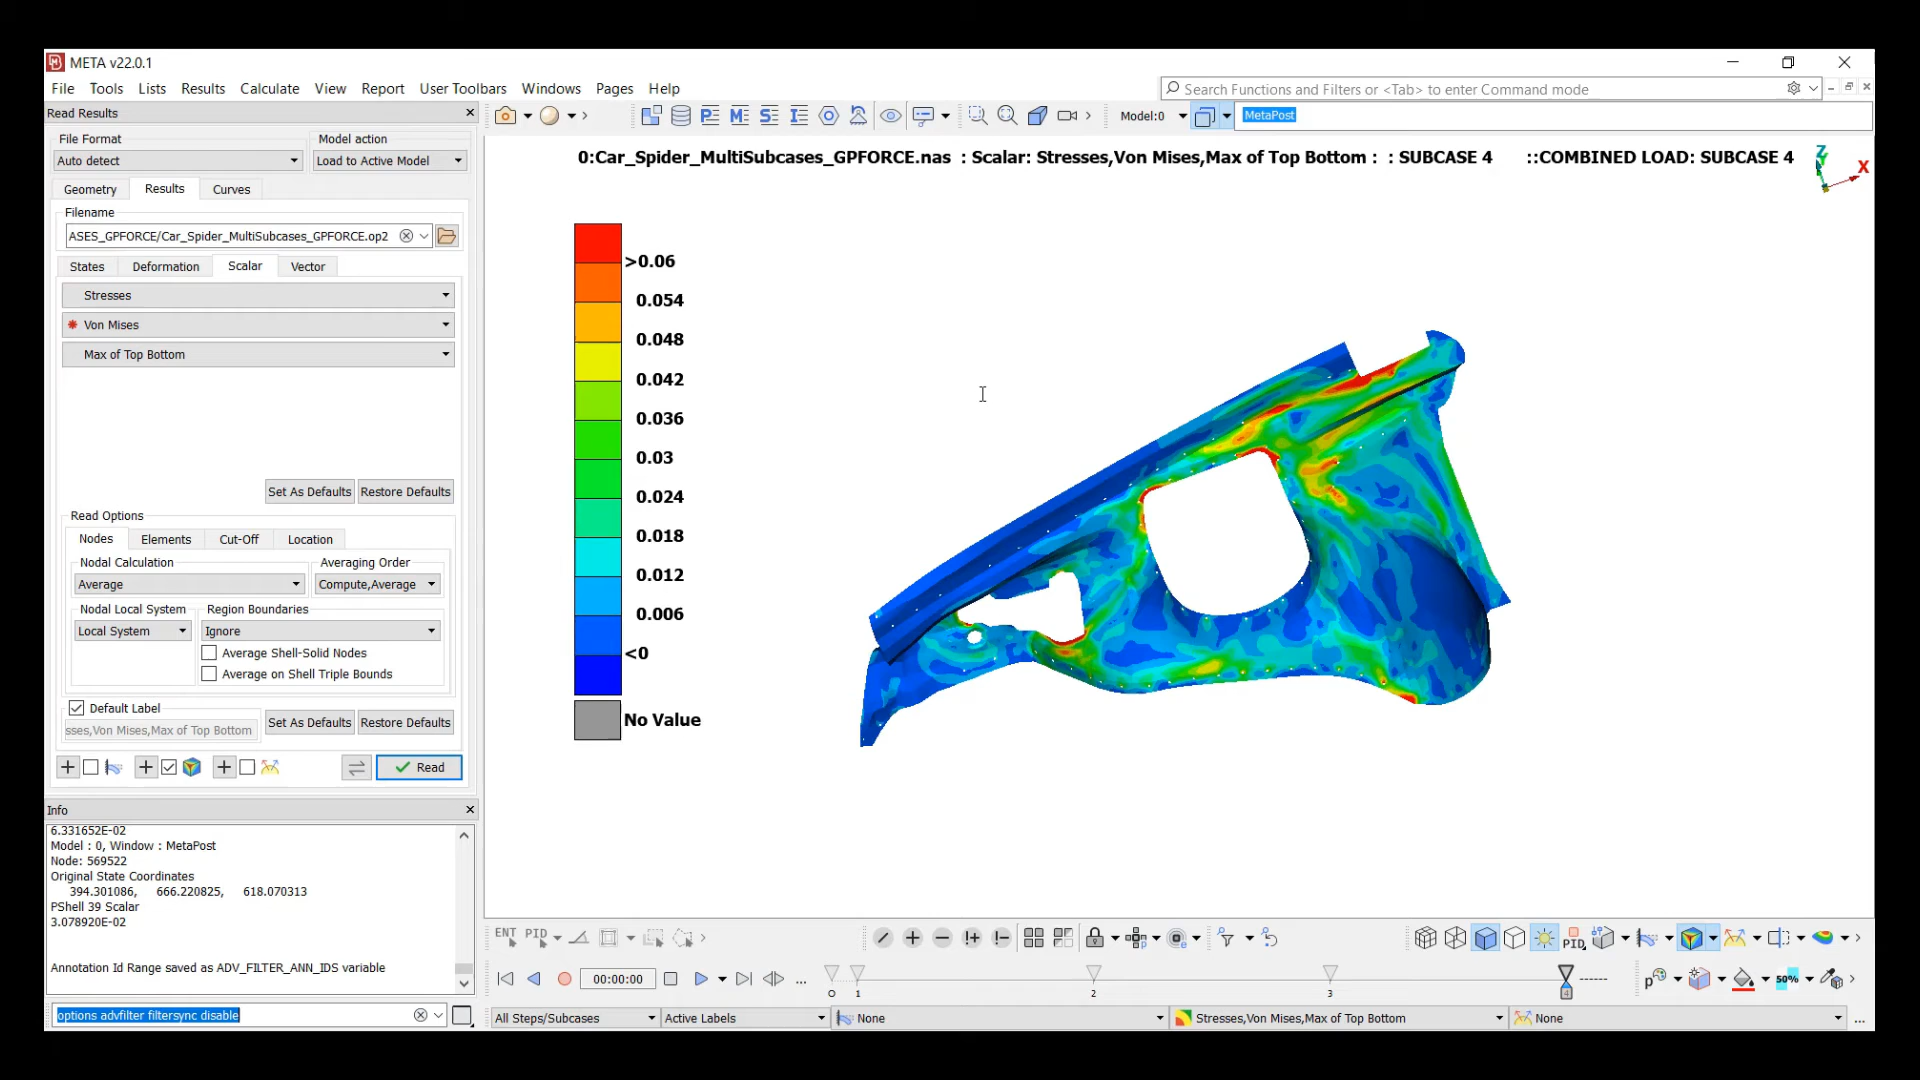 META v22.0.1
File Tools Lists Results Calculate View Report User Toolbars Windows Pages Help
Search Functions and Filters or <Tab> to enter Command mode
Read Results
Model:0
MetaPost
File Format
Model action
Auto detect
Load to Active Model
Geometry Results Curves
Filename
ASES_GPFORCE/Car_Spider_MultiSubcases_GPFORCE.op2
States Deformation Scalar Vector
Stresses
Von Mises
Max of Top Bottom
Set As Defaults Restore Defaults
Read Options
Nodes Elements Cut-Off Location
Nodal Calculation
Averaging Order
Average
Compute,Average
Nodal Local System
Region Boundaries
Local System
Ignore
Average Shell-Solid Nodes
Average on Shell Triple Bounds
Default Label
sses,Von Mises,Max of Top Bottom
Set As Defaults Restore Defaults
Read
Info
6.331652E-02
Model : 0, Window : MetaPost
Node: 569522
Original State Coordinates
394.301086, 666.220825, 618.070313
PShell 39 Scalar
3.078920E-02
Annotation Id Range saved as ADV_FILTER_ANN_IDS variable
options advfilter filtersync disable
0:Car_Spider_MultiSubcases_GPFORCE.nas : Scalar: Stresses,Von Mises,Max of Top Bottom : : SUBCASE 4 ::COMBINED LOAD: SUBCASE 4
Z
Y
X
>0.06
0.054
0.048
0.042
0.036
0.03
0.024
0.018
0.012
0.006
<0
No Value
ENT PID
PID
00:00:00
...
0 1 2 3 4
50%
All Steps/Subcases
Active Labels
None
Stresses,Von Mises,Max of Top Bottom
None
...